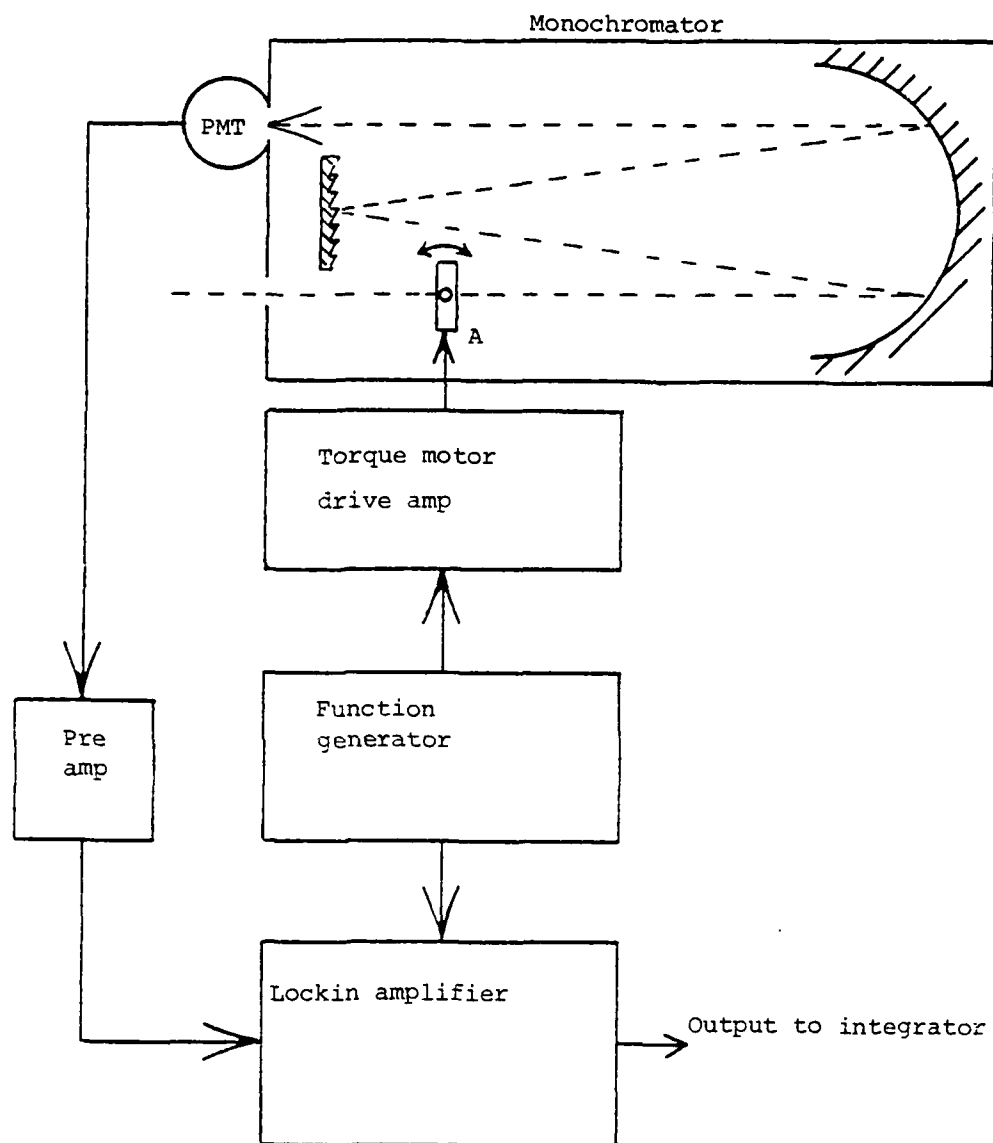 Monochromator
PMT
A
Torque motor
drive amp
Function
generator
Pre
amp
Lockin amplifier
Output to integrator